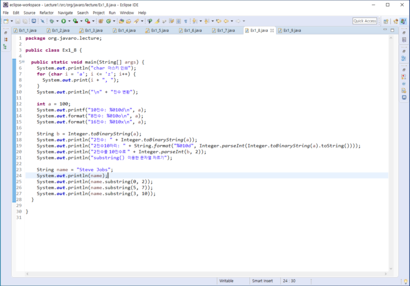 eclipse-workspace - Lecture1/src/org/javaro/lecture/Ex1_8.java - Eclipse IDE
File Edit Source Refactor Navigate Search Project Run Window Help
Quick Access
Ex1_1.java Ex1_2.java Ex1_3.java Ex1_4.java Ex1_5.java Ex1_6.java Ex1_7.java Ex1_8.java Ex1_9.java
1 package org.javaro.lecture;
2
3 public class Ex1_8 {
4
5 public static void main(String[] args) {
6 System.out.println("char
7 for (char i = 'a'; i <= 'z'; i++) {
8 System.out.print(i + ", ");
9 }
10 System.out.println("\n" + "진수 변환");
11
12 int a = 100;
13 System.out.printf("10진수: %010d\n", a);
14 System.out.format("8진수: %010o\n", a);
15 System.out.format("16진수: %010x\n", a);
16
17 String b = Integer.toBinaryString(a);
18 System.out.println("2진수: " + Integer.toBinaryString(a));
19 System.out.println("2진수10자리: " + String.format("%010d", Integer.parseInt(Integer.toBinaryString(a).toString())));
20 System.out.println("2진수를 10진수로" + Integer.parseInt(b, 2));
21 System.out.println("substring() 이용한 문자열 자르기");
22
23 String name = "Steve Jobs";
24 System.out.println(name);
25 System.out.println(name.substring(0, 2));
26 System.out.println(name.substring(5, 7));
27 System.out.println(name.substring(3, 10));
28 }
29
30 }
31
Writable Smart Insert 24 : 30